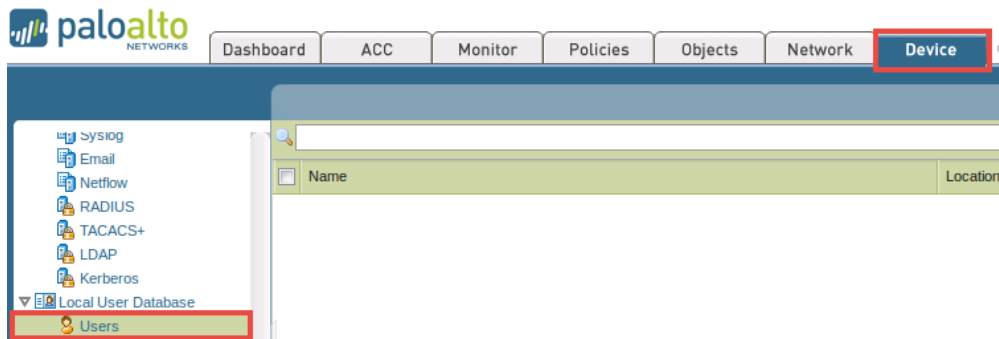 paloalto
NETWORKS
Dashboard ACC Monitor Policies Objects Network Device
Syslog
Email
Netflow
Name Location
RADIUS
TACACS+
LDAP
Kerberos
Local User Database
Users